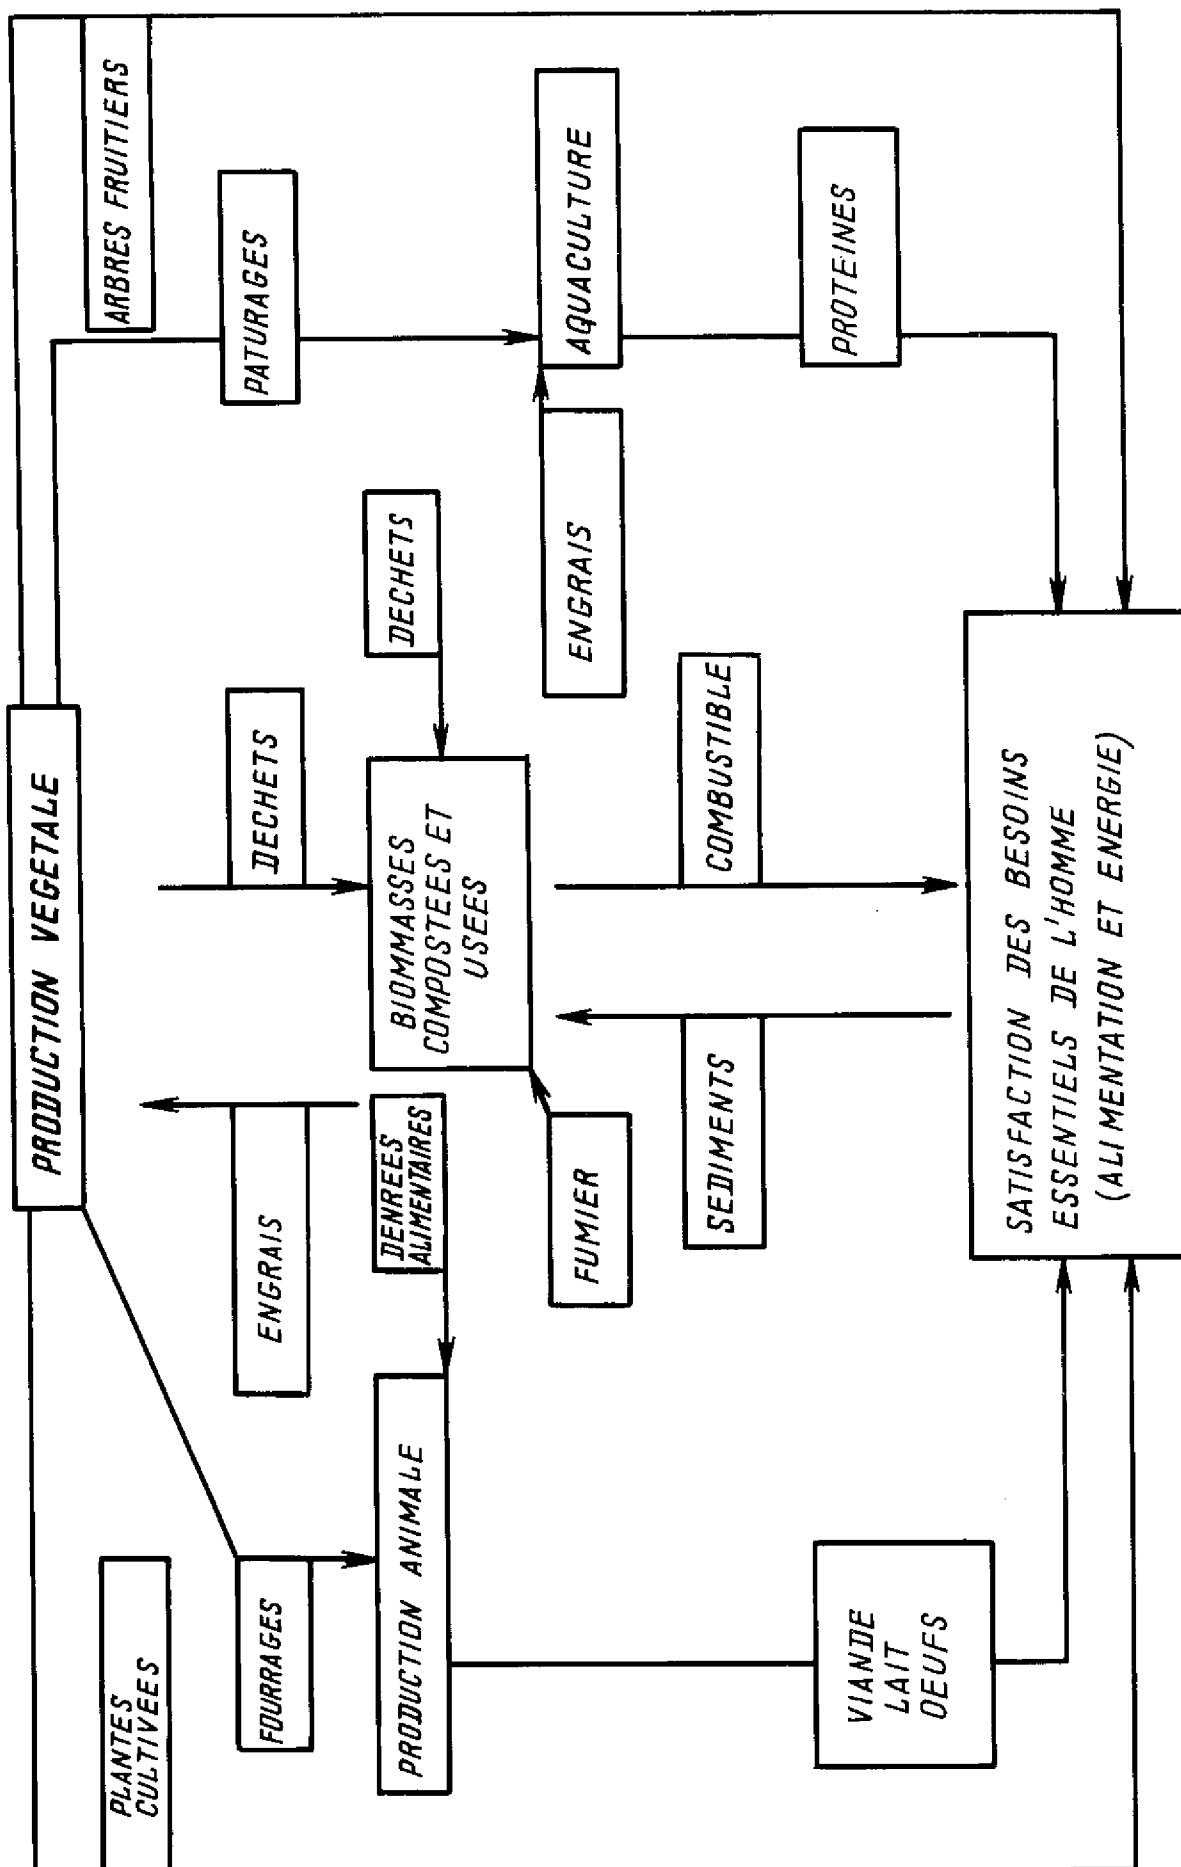 PRODUCTION VEGETALE
PLANTES
CULTIVEES
ARBRES FRUITIERS
FOURRAGES
ENGRAIS
DECHETS
PATURAGES
PRODUCTION ANIMALE
DENREES
ALIMENTAIRES
BIOMMASSES
COMPOSTEES ET
USEES
DECHETS
AQUACULTURE
FUMIER
ENGRAIS
SEDIMENTS
COMBUSTIBLE
VIANDE
LAIT
OEUFS
PROTEINES
SATISFACTION DES BESOINS
ESSENTIELS DE L'HOMME
(ALIMENTATION ET ENERGIE)